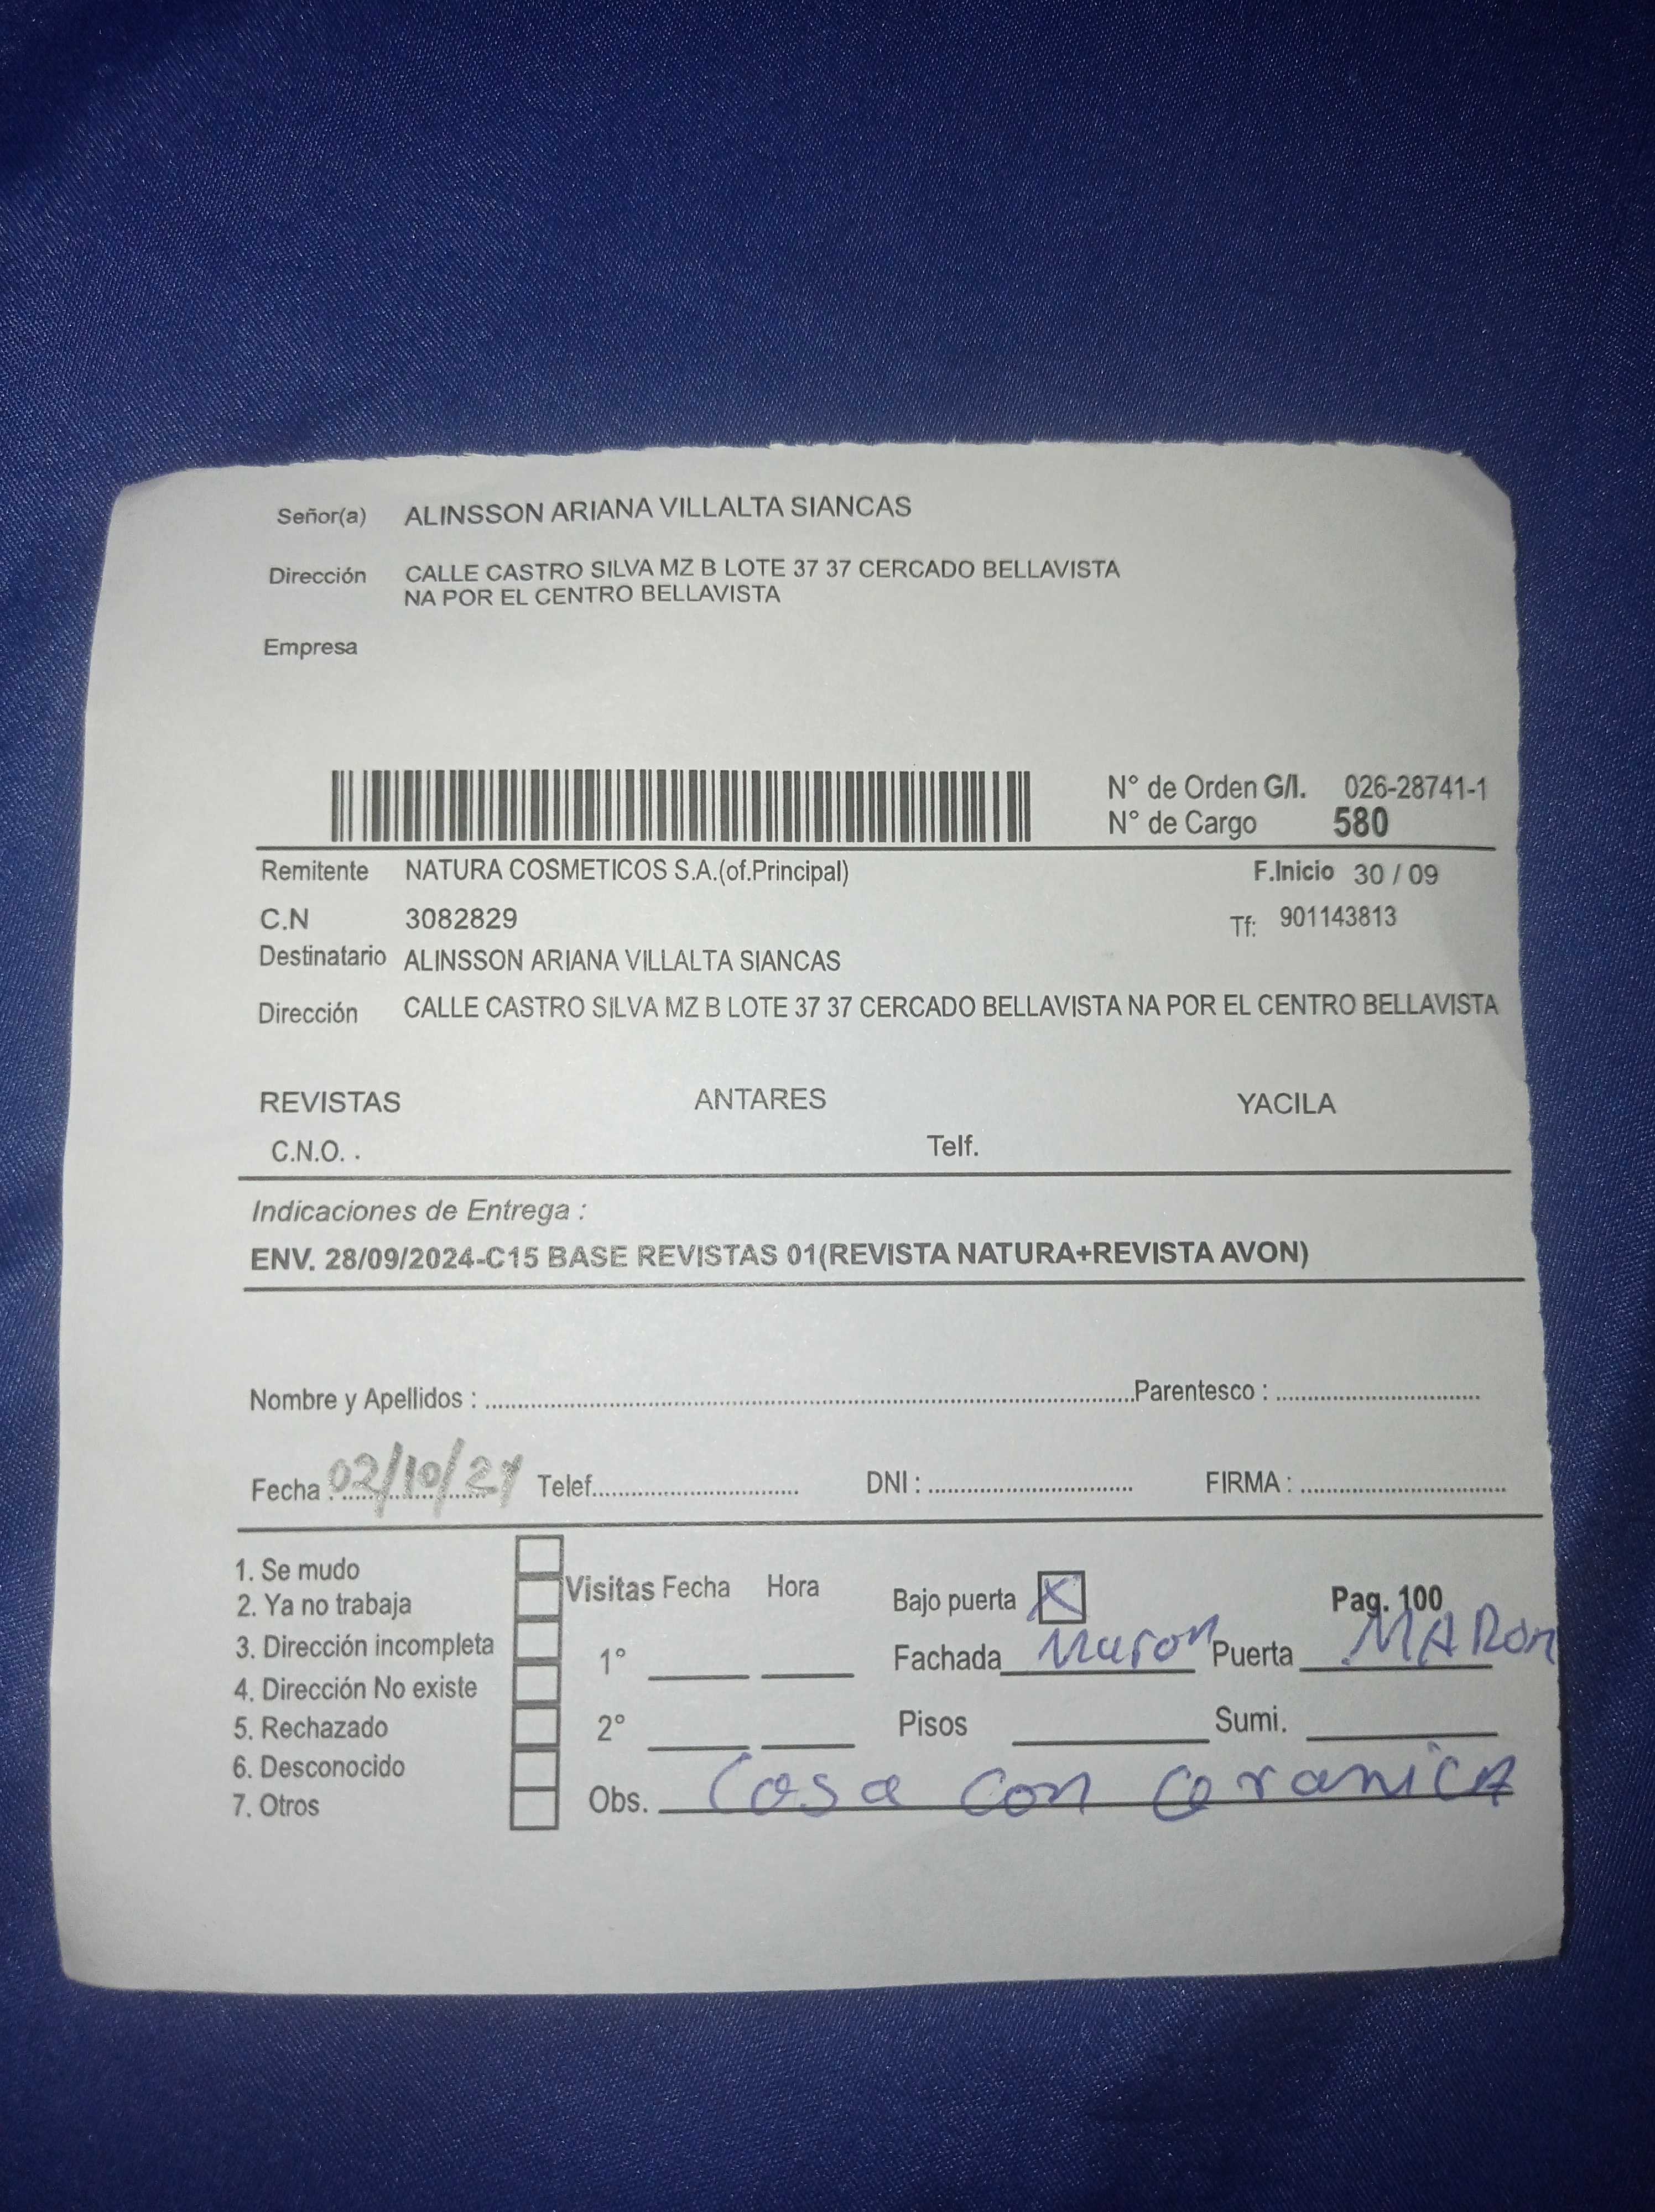 Señor(a) ALINSSON ARIANA VILLALTA SIANCAS
Dirección CALLE CASTRO SILVA MZ B LOTE 37 37 CERCADO BELLAVISTA
NA POR EL CENTRO BELLAVISTA
Empresa
N° de Orden G/I. 026-28741-1
N° de Cargo 580
Remitente NATURA COSMETICOS S.A.(of.Principal) F.Inicio 30 / 09
C.N 3082829 Tf: 901143813
Destinatario ALINSSON ARIANA VILLALTA SIANCAS
Dirección CALLE CASTRO SILVA MZ B LOTE 37 37 CERCADO BELLAVISTA NA POR EL CENTRO BELLAVISTA
REVISTAS ANTARES YACILA
C.N.O. . Telf.
Indicaciones de Entrega :
ENV. 28/09/2024-C15 BASE REVISTAS 01(REVISTA NATURA+REVISTA AVON)
Nombre y Apellidos : Parentesco :
Fecha : 02/10/24 Telef. DNI : FIRMA :
1. Se mudo
2. Ya no trabaja
3. Dirección incompleta
4. Dirección No existe
5. Rechazado
6. Desconocido
7. Otros
Visitas Fecha Hora
1°
2°
Bajo puerta X Pag. 100
Fachada Maron Puerta MARON
Pisos Sumi.
Obs. Casa con ceramica